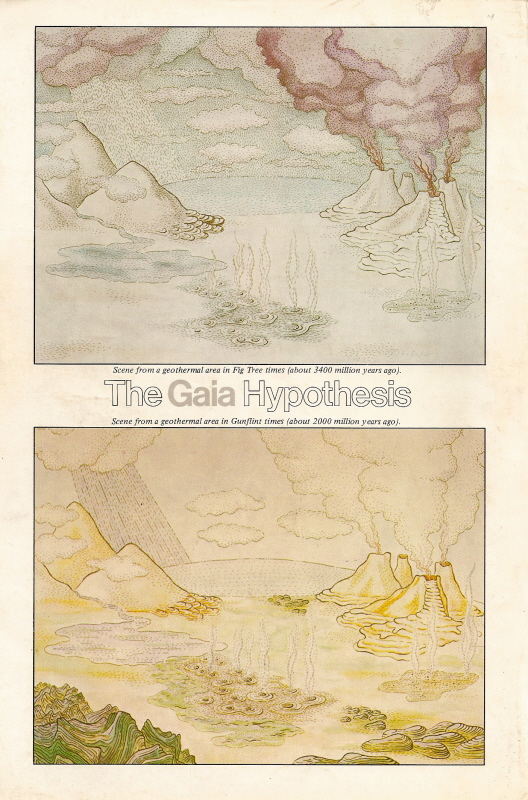 Scene from a geothermal area in Fig Tree times (about 3400 million years ago).
The Gaia Hypothesis
Scene from a geothermal area in Gunflint times (about 2000 million years ago).